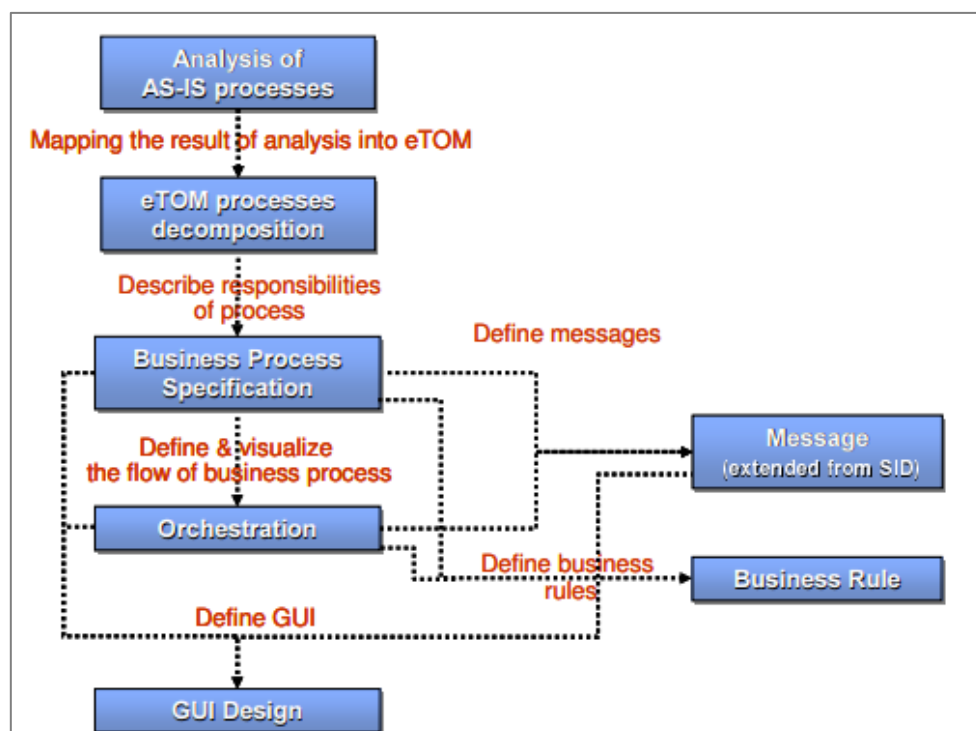 Analysis of
AS-IS processes
Mapping the result of analysis into eTOM
eTOM processes
decomposition
Describe responsibilities
of process
Define messages
Business Process
Specification
Define & visualize
the flow of business process
Message
(extended from SID)
Orchestration
Define business
rules
Business Rule
Define GUI
GUI Design